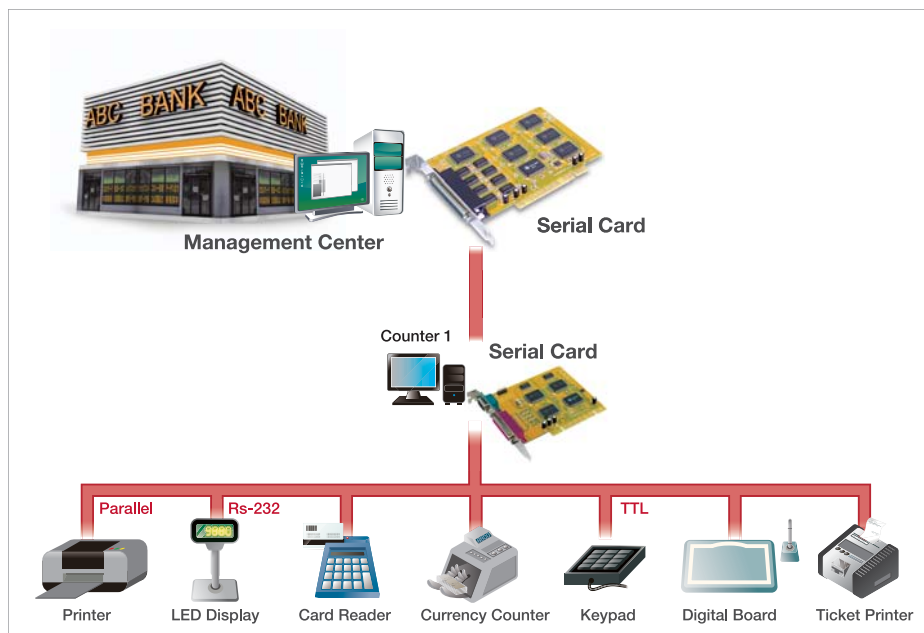 ABC BANK ABC BANK
Management Center
Serial Card
Counter 1
Serial Card
Parallel
Rs-232
TTL
Printer
LED Display
Card Reader
Currency Counter
Keypad
Digital Board
Ticket Printer